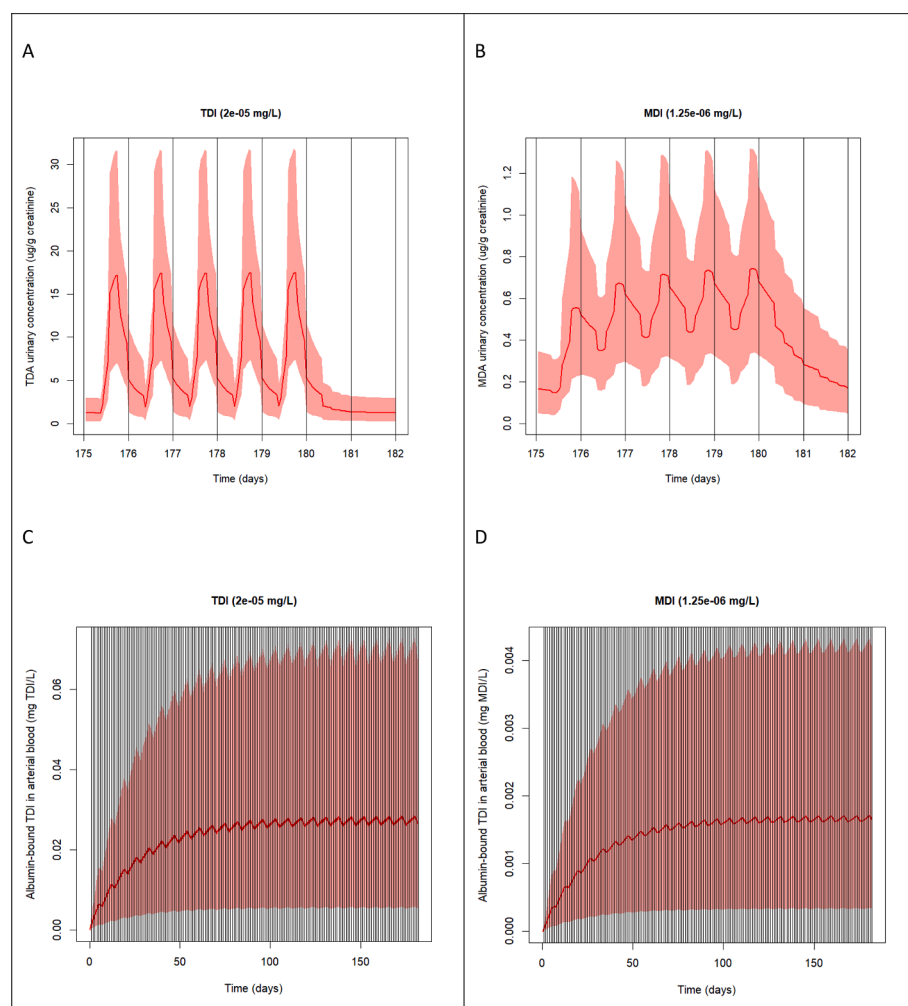 A
TDI (2e-05 mg/L)
TDA urinary concentration (ug/g creatinine)
30
25
20
15
10
5
0
175 176 177 178 179 180 181 182
Time (days)
B
MDI (1.25e-06 mg/L)
MDA urinary concentration (ug/g creatinine)
1.2
1.0
0.8
0.6
0.4
0.2
0.0
175 176 177 178 179 180 181 182
Time (days)
C
TDI (2e-05 mg/L)
Albumin-bound TDI in arterial blood (mg TDI/L)
0.06
0.04
0.02
0.00
0 50 100 150
Time (days)
D
MDI (1.25e-06 mg/L)
Albumin-bound TDI in arterial blood (mg MDI/L)
0.004
0.003
0.002
0.001
0.000
0 50 100 150
Time (days)